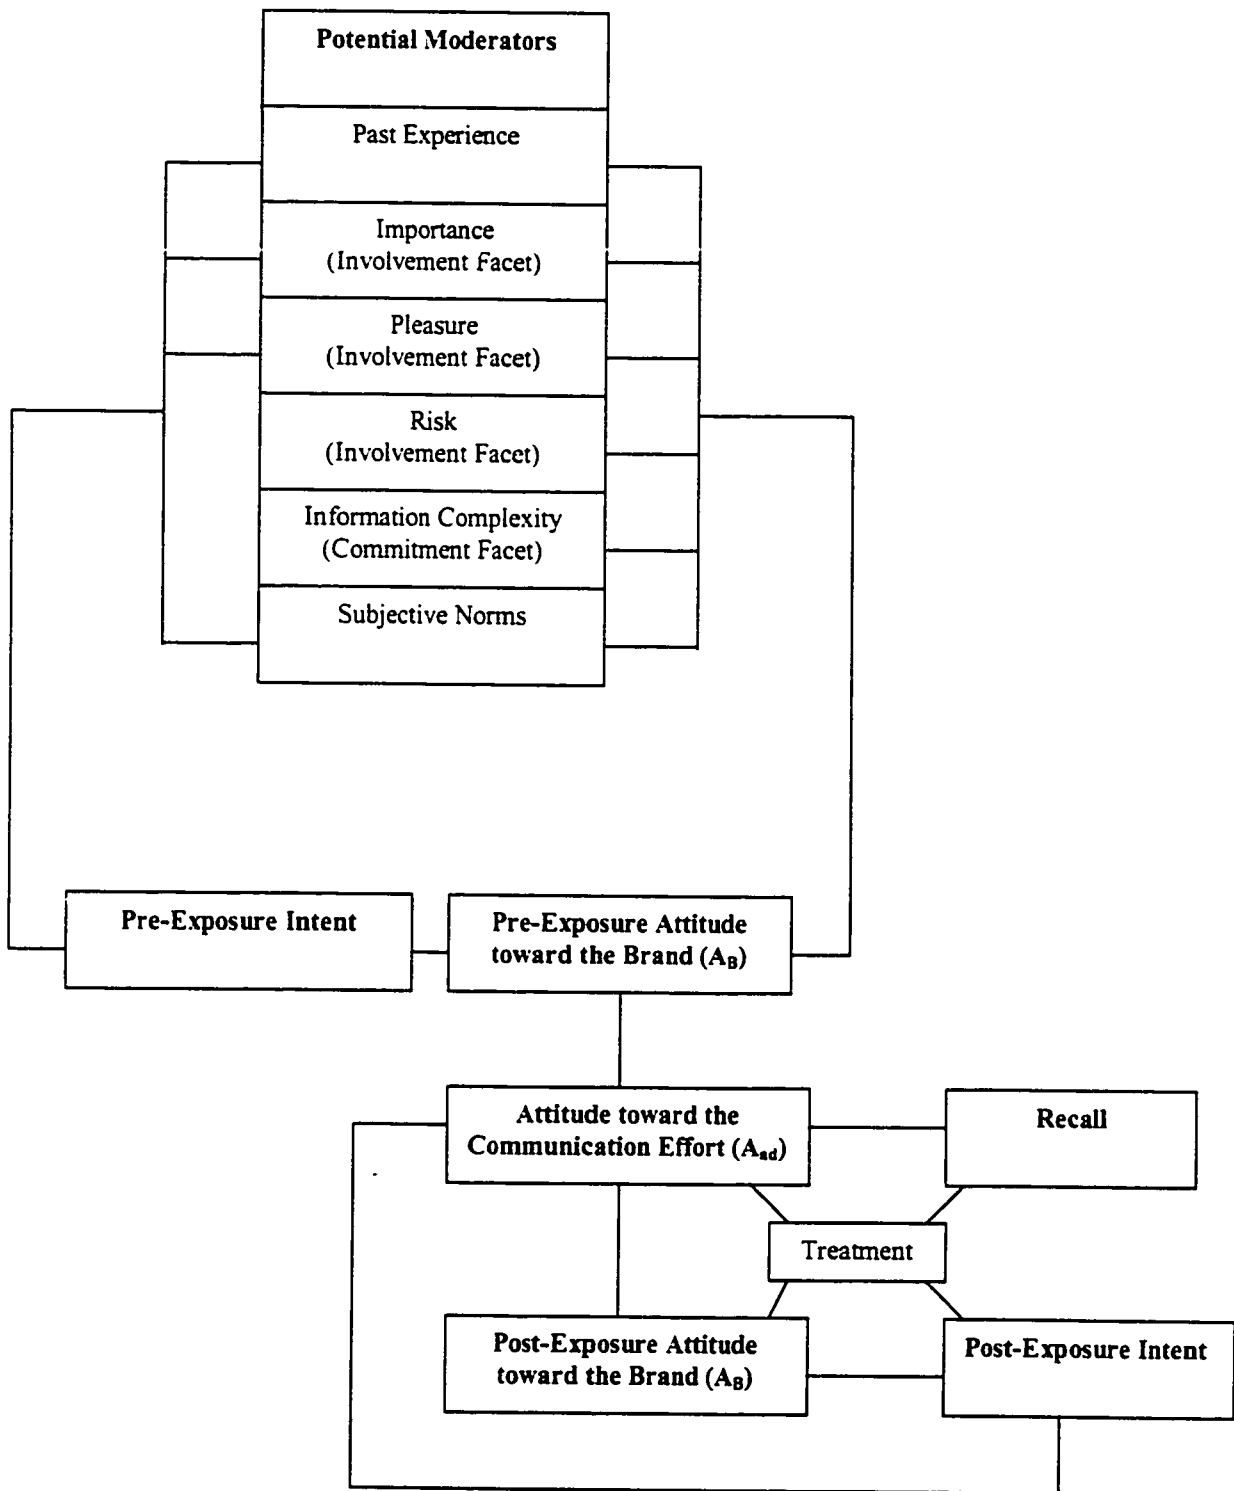 Potential Moderators
Past Experience
Importance
(Involvement Facet)
Pleasure
(Involvement Facet)
Risk
(Involvement Facet)
Information Complexity
(Commitment Facet)
Subjective Norms
Pre-Exposure Intent
Pre-Exposure Attitude
toward the Brand (A_B)
Attitude toward the
Communication Effort (A_ad)
Recall
Treatment
Post-Exposure Attitude
toward the Brand (A_B)
Post-Exposure Intent